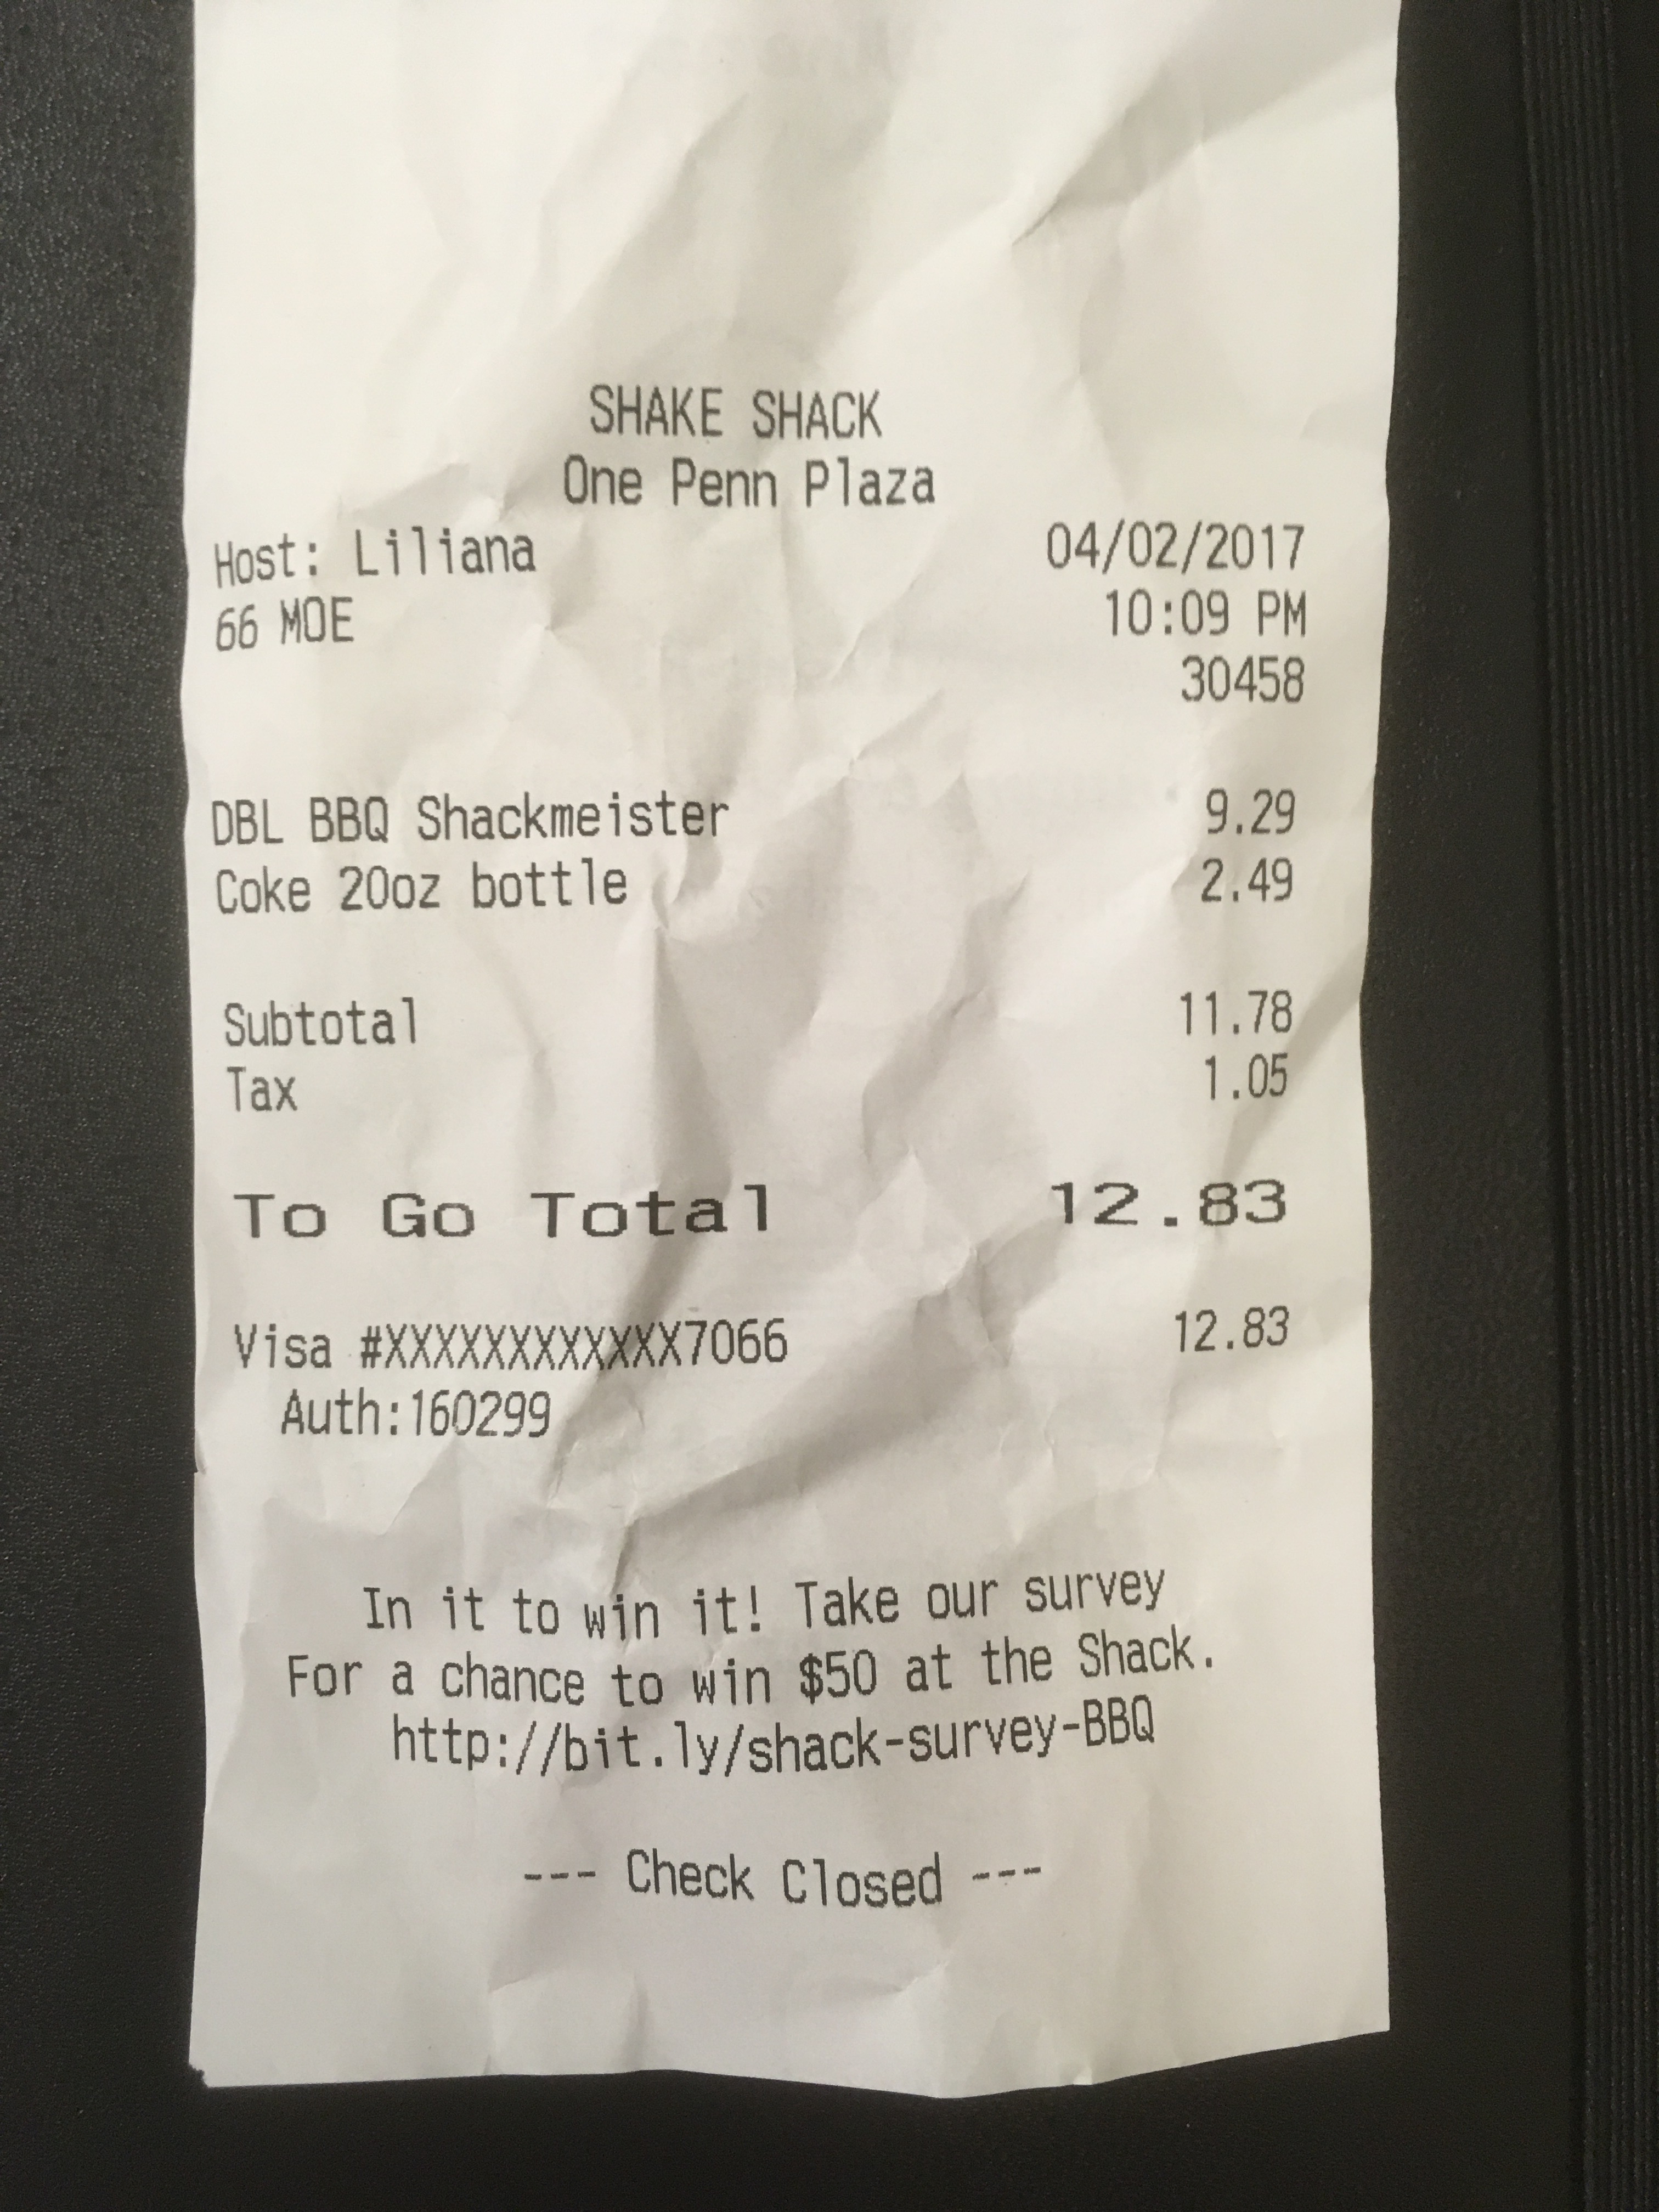 SHAKE SHACK
One Penn Plaza
Host: Liliana 04/02/2017
66 MOE 10:09 PM
30458
DBL BBQ Shackmeister 9.29
Coke 20oz bottle 2.49
Subtotal 11.78
Tax 1.05
To Go Total 12.83
Visa #XXXXXXXXXXXX7066 12.83
Auth:160299
In it to win it! Take our survey
For a chance to win $50 at the Shack.
http://bit.ly/shack-survey-BBQ
--- Check Closed ---